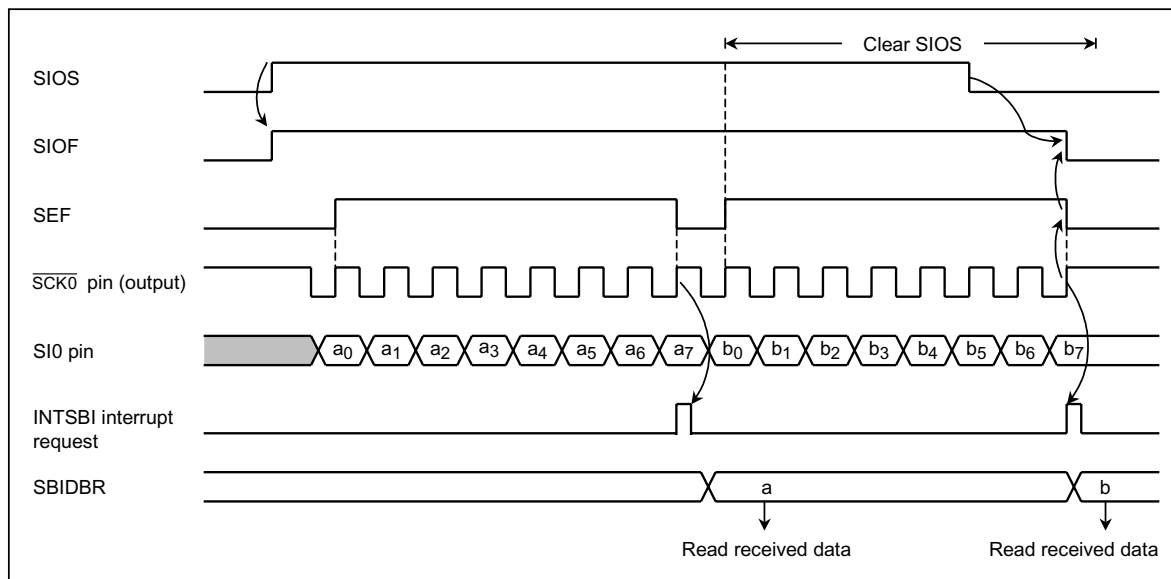 Clear SIOS
SIOS
SIOF
SEF
SCK0 pin (output)
SI0 pin
a0 a1 a2 a3 a4 a5 a6 a7 b0 b1 b2 b3 b4 b5 b6 b7
INTSBI interrupt
request
SBIDBR
a b
Read received data Read received data